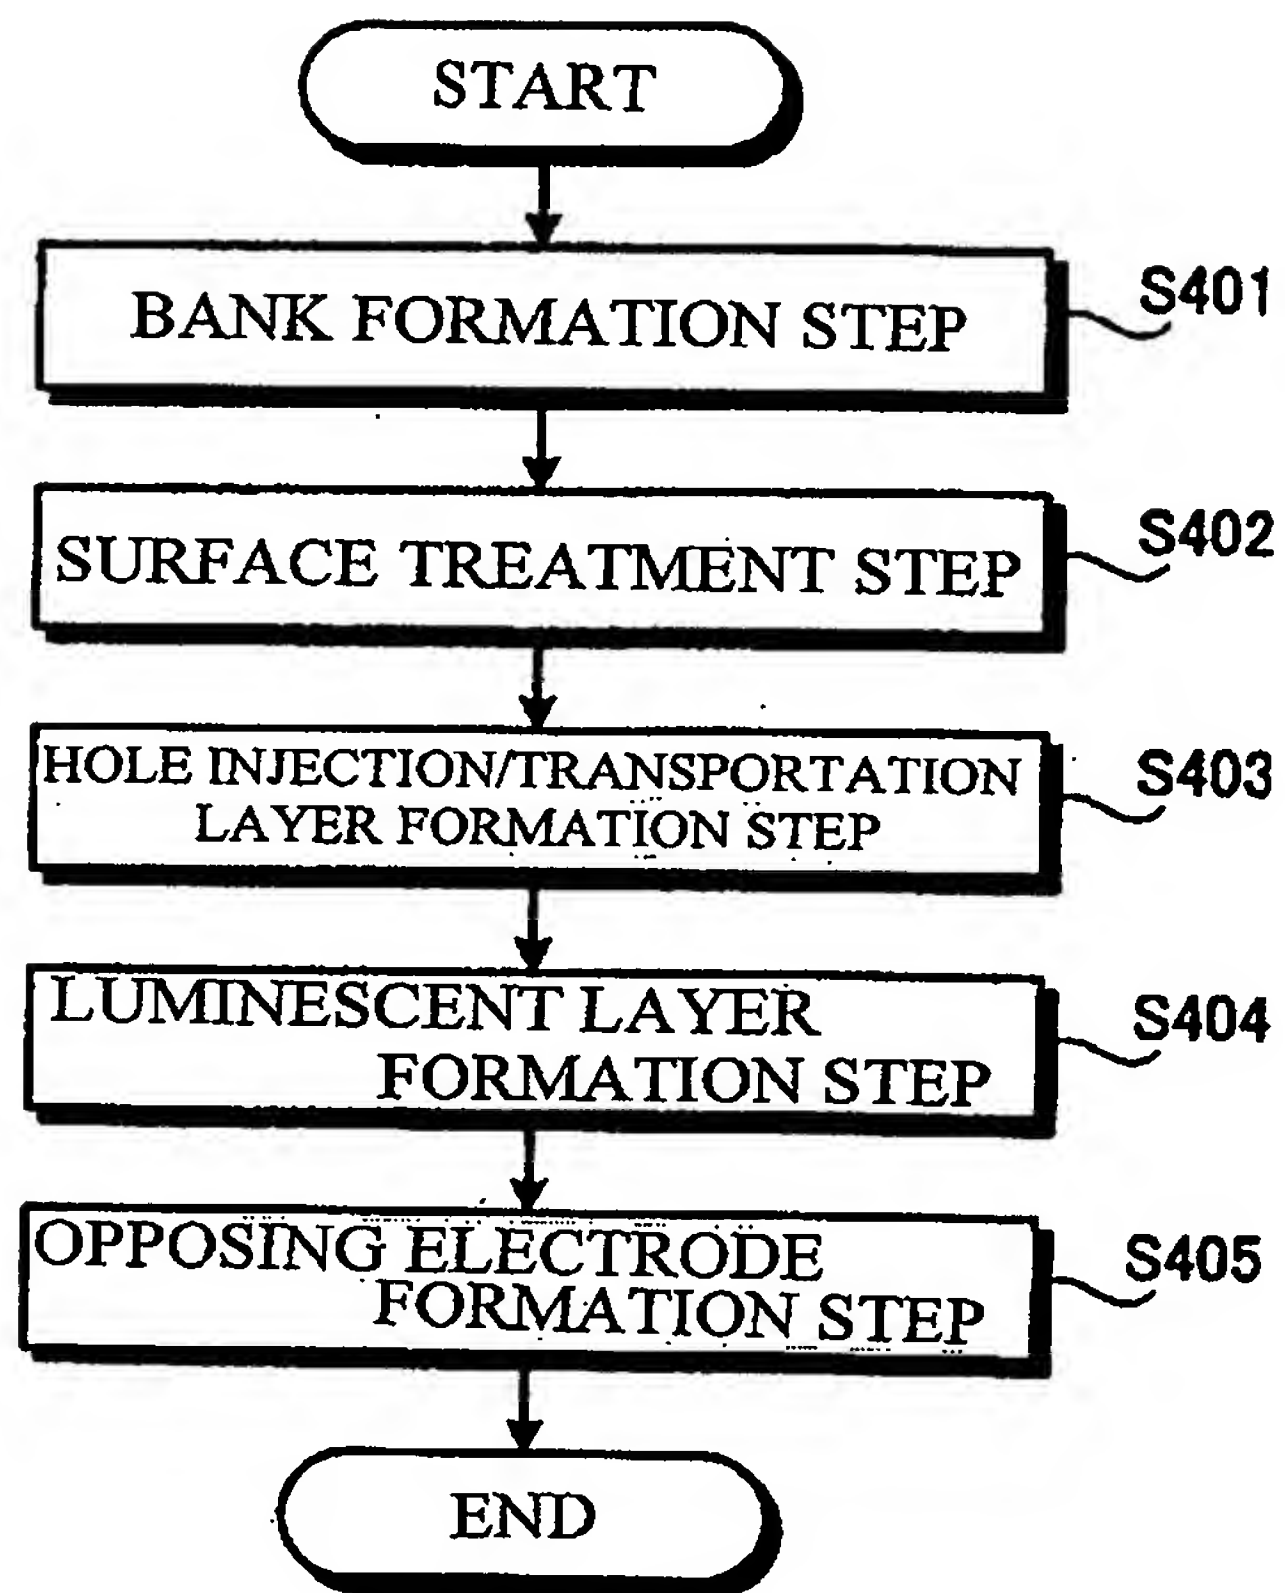 START
BANK FORMATION STEP
S401
SURFACE TREATMENT STEP
S402
HOLE INJECTION/TRANSPORTATION
LAYER FORMATION STEP
S403
LUMINESCENT LAYER
FORMATION STEP
S404
OPPOSING ELECTRODE
FORMATION STEP
S405
END